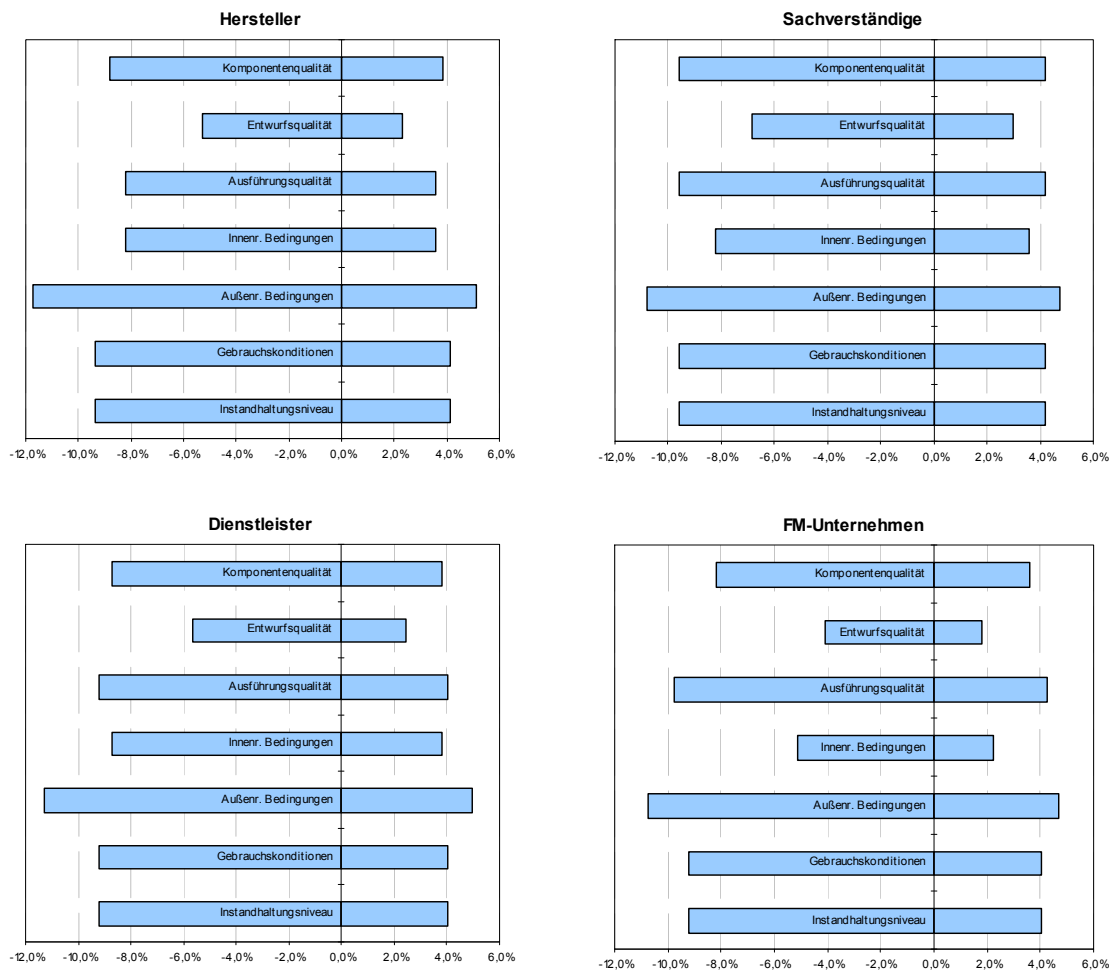 Hersteller
Komponentenqualität
Entwurfsqualität
Ausführungsqualität
Innenr. Bedingungen
Außenr. Bedingungen
Gebrauchskonditionen
Instandhaltungsniveau
-12,0% -10,0% -8,0% -6,0% -4,0% -2,0% 0,0% 2,0% 4,0% 6,0%
Sachverständige
Komponentenqualität
Entwurfsqualität
Ausführungsqualität
Innenr. Bedingungen
Außenr. Bedingungen
Gebrauchskonditionen
Instandhaltungsniveau
-12,0% -10,0% -8,0% -6,0% -4,0% -2,0% 0,0% 2,0% 4,0% 6,0%
Dienstleister
Komponentenqualität
Entwurfsqualität
Ausführungsqualität
Innenr. Bedingungen
Außenr. Bedingungen
Gebrauchskonditionen
Instandhaltungsniveau
-12,0% -10,0% -8,0% -6,0% -4,0% -2,0% 0,0% 2,0% 4,0% 6,0%
FM-Unternehmen
Komponentenqualität
Entwurfsqualität
Ausführungsqualität
Innenr. Bedingungen
Außenr. Bedingungen
Gebrauchskonditionen
Instandhaltungsniveau
-12,0% -10,0% -8,0% -6,0% -4,0% -2,0% 0,0% 2,0% 4,0% 6,0%